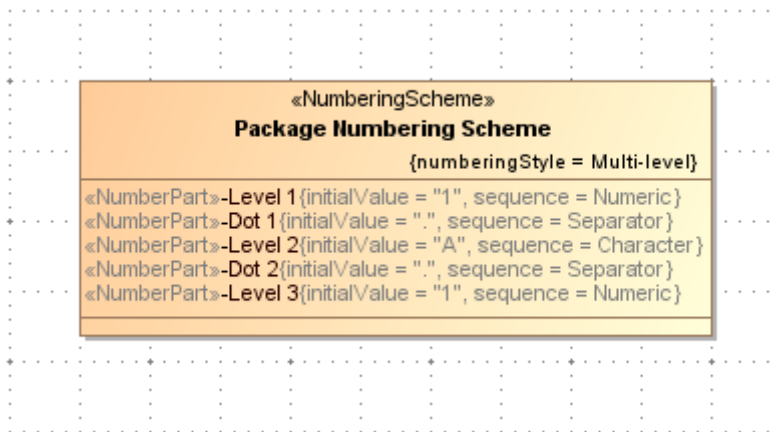 «NumberingScheme»
Package Numbering Scheme
{numberingStyle = Multi-level}
«NumberPart»-Level 1{initialValue = "1", sequence = Numeric}
«NumberPart»-Dot 1{initialValue = ".", sequence = Separator}
«NumberPart»-Level 2{initialValue = "A", sequence = Character}
«NumberPart»-Dot 2{initialValue = ".", sequence = Separator}
«NumberPart»-Level 3{initialValue = "1", sequence = Numeric}